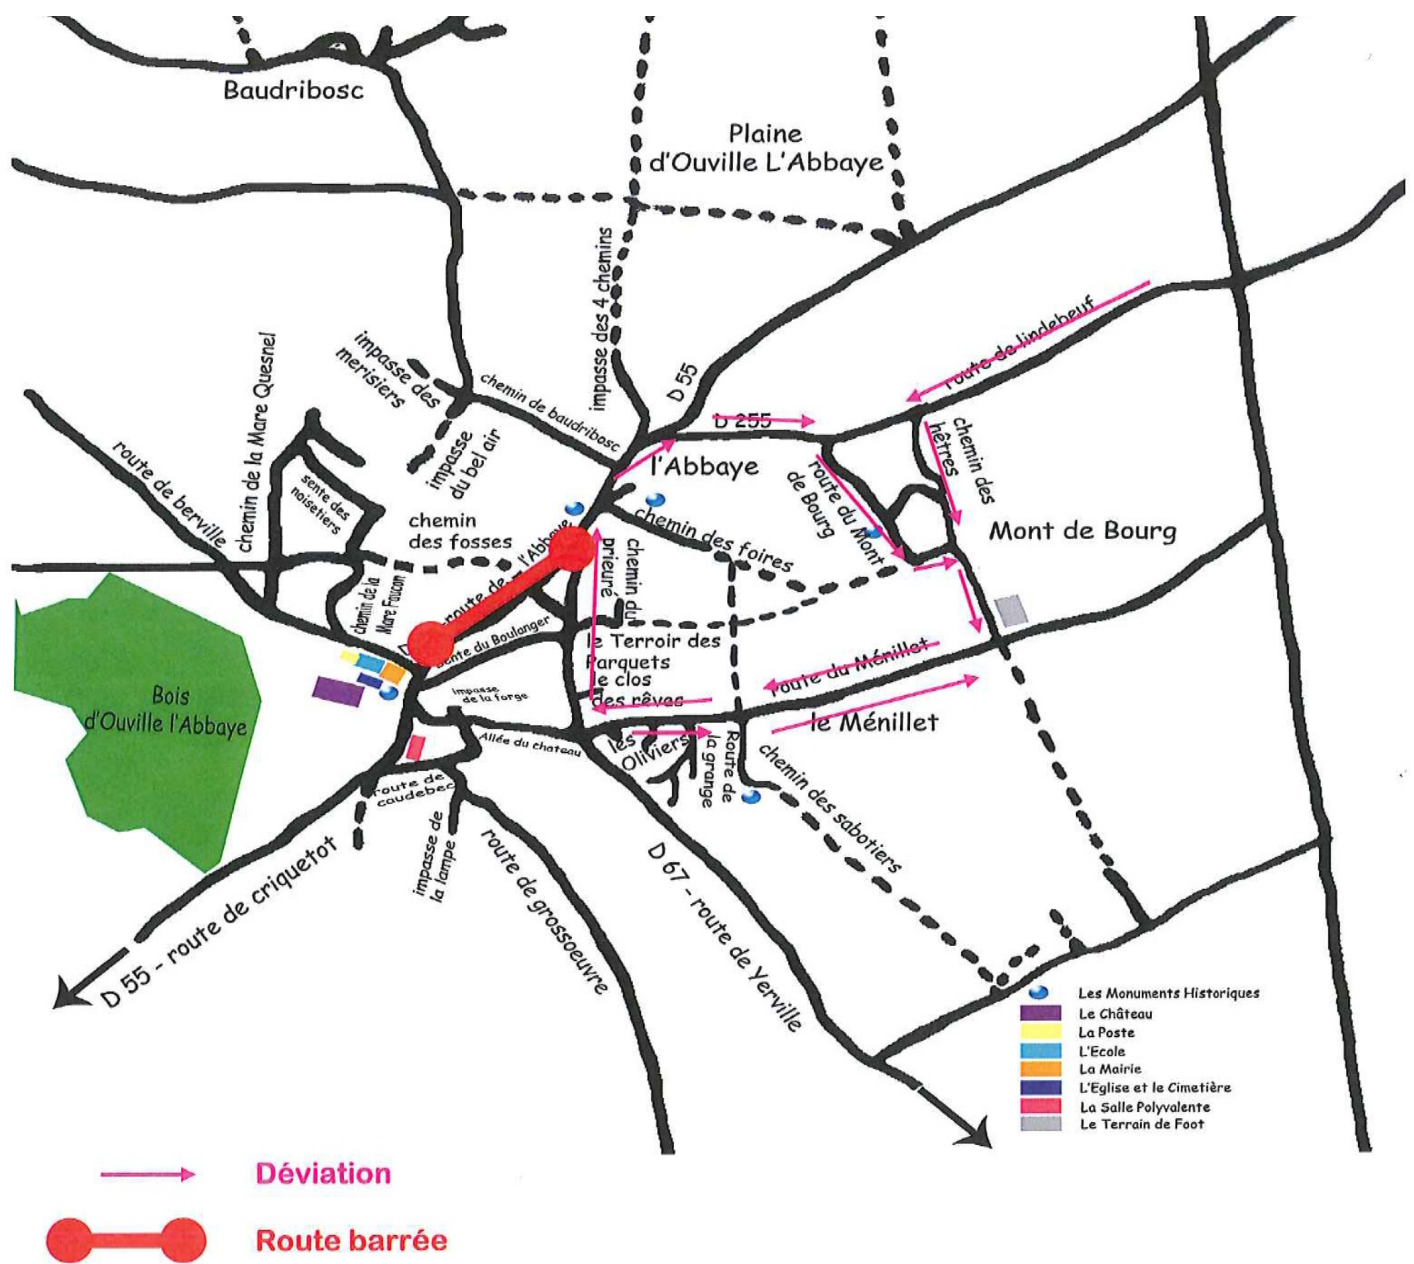 Baudribosc
Plaine
d'Ouville L'Abbaye
impasse des 4 chemins
D 55
route de lindebeuf
chemin de la Mare Quesnel
impasse des
merisiers
chemin de baudribosc
impasse
du bel air
D 255
l'Abbaye
chemin des
hêtres
Mont de Bourg
route du Mont
de Bourg
route de berville
sente des
noisetiers
chemin
des fosses
route de l'Abbaye
chemin des foires
chemin du
prieuré
chemin de la
Mare Faucon
sente du Boulanger
le Terroir des
Parquets
le clos
des rêves
route du Ménillet
le Ménillet
Bois
d'Ouville l'Abbaye
impasse
de la forge
Allée du chateau
les
Oliviers
Route de
la grange
chemin des sabotiers
route de
caudebec
impasse de
la lampe
route de grossoeuvre
D 67 - route de Yerville
D 55 - route de criquetot
Les Monuments Historiques
Le Château
La Poste
L'Ecole
La Mairie
L'Eglise et le Cimetière
La Salle Polyvalente
Le Terrain de Foot
Déviation
Route barrée